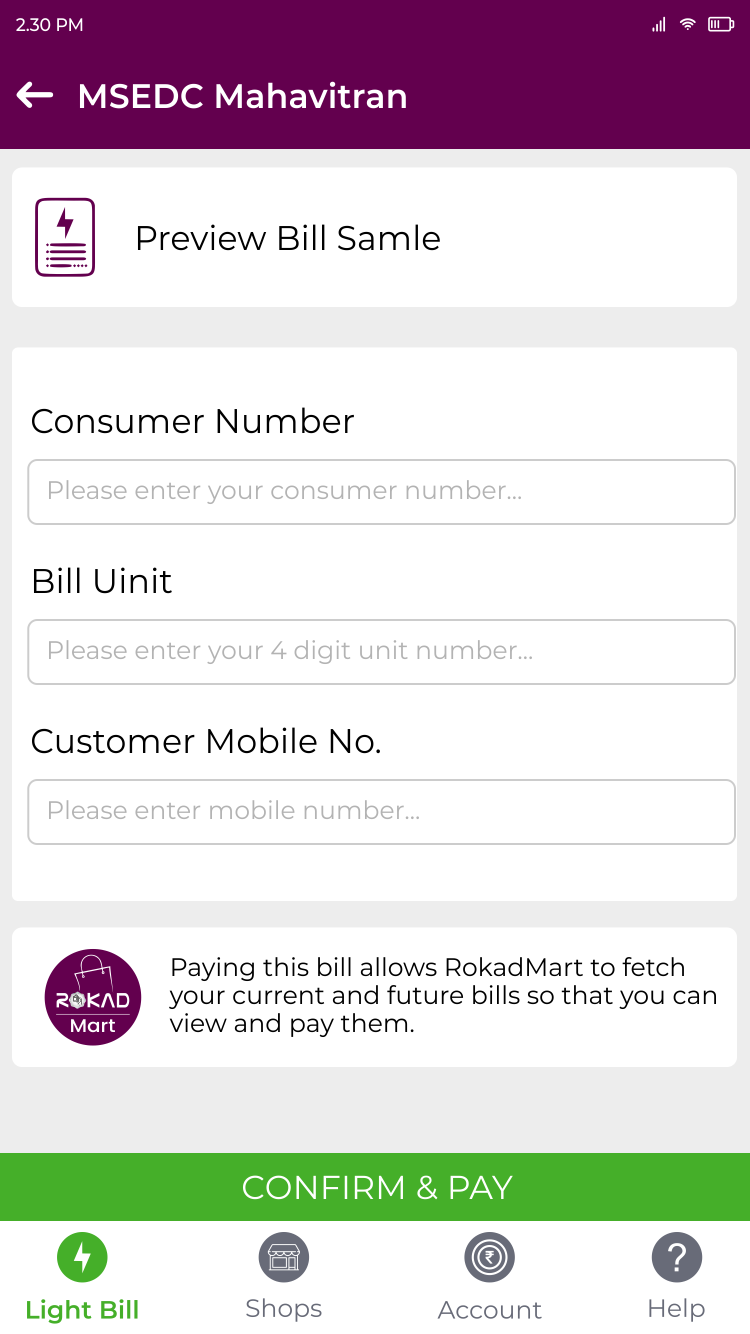 2.30 PM
MSEDC Mahavitran
Preview Bill Samle
Consumer Number
Please enter your consumer number...
Bill Uinit
Please enter your 4 digit unit number...
Customer Mobile No.
Please enter mobile number...
ROKAD
Mart
Paying this bill allows RokadMart to fetch
your current and future bills so that you can
view and pay them.
CONFIRM & PAY
Light Bill
Shops
₹
Account
?
Help